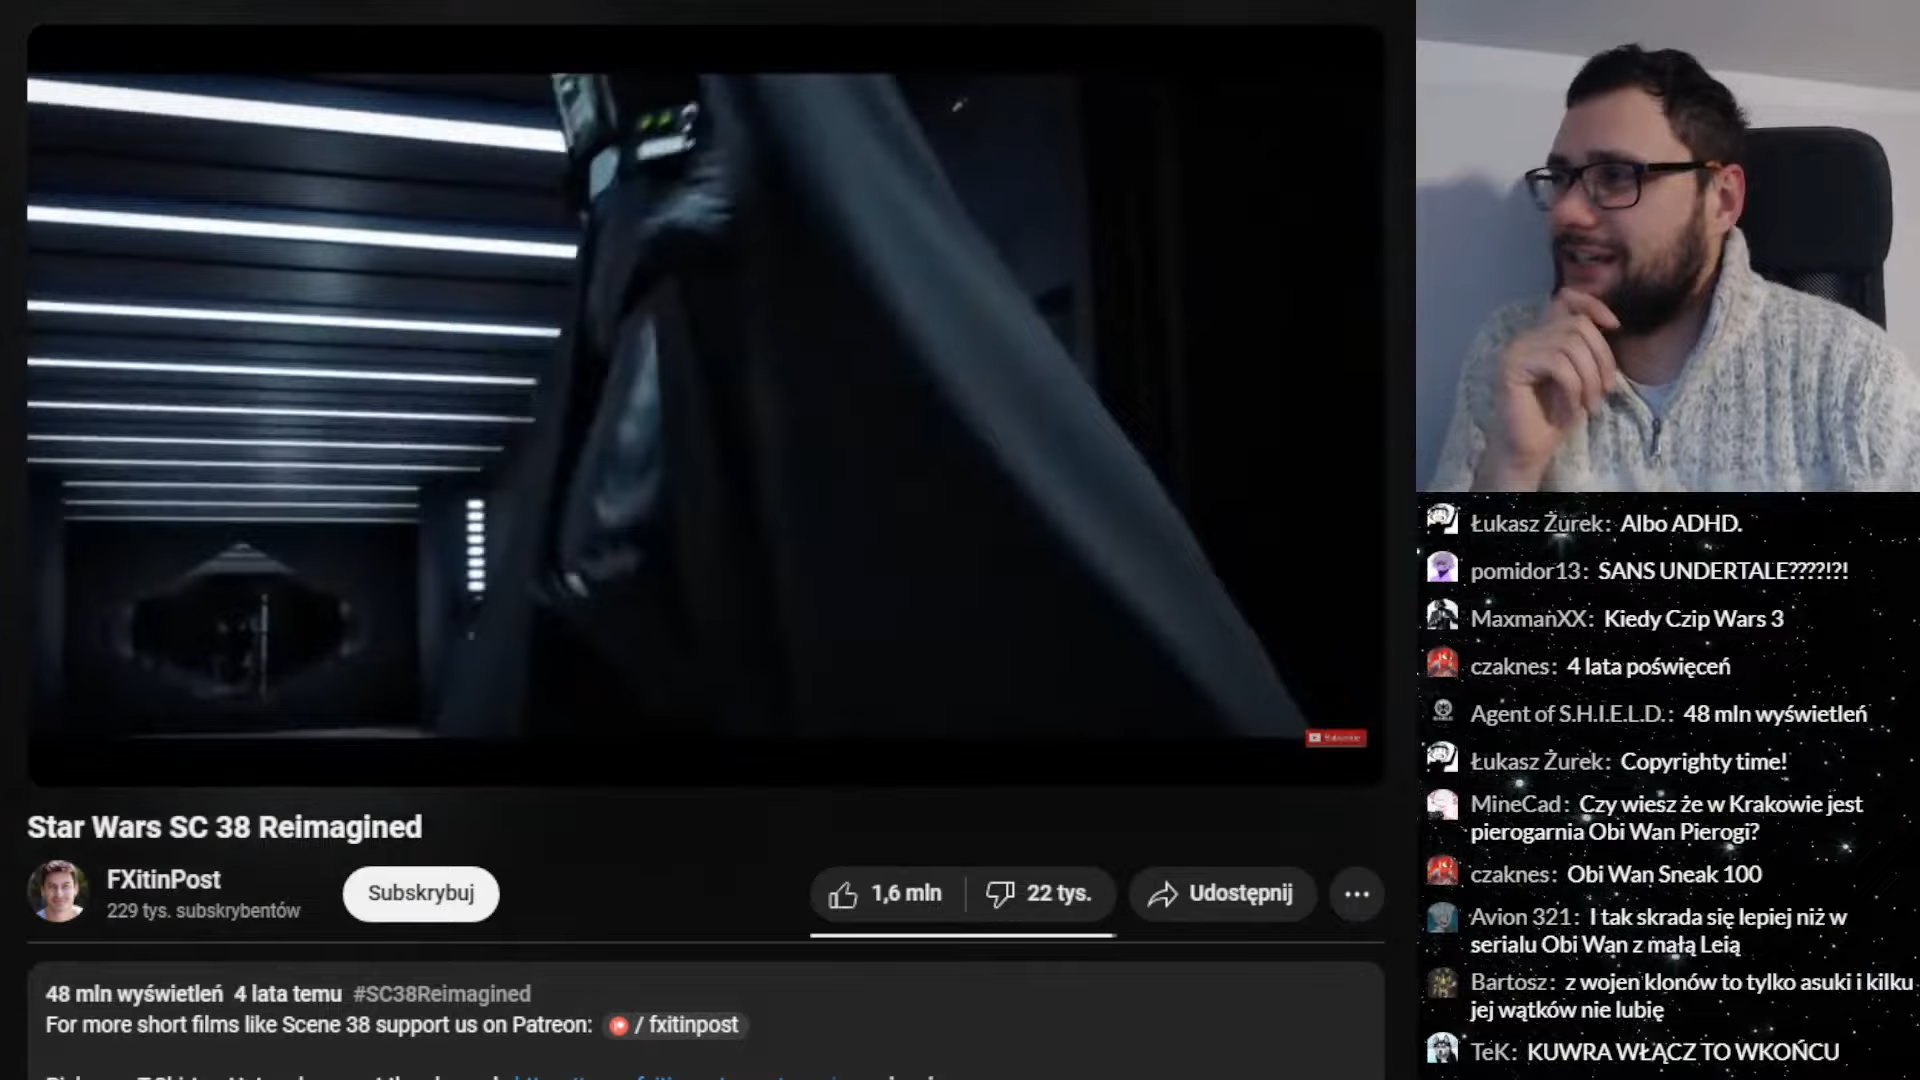 Star Wars SC 38 Reimagined
FXitinPost
229 tys. subskrybentów
Subskrybuj
1,6 mln
22 tys.
Udostępnij
48 mln wyświetleń 4 lata temu #SC38Reimagined
For more short films like Scene 38 support us on Patreon: / fxitinpost
Łukasz Żurek: Albo ADHD.
pomidor13: SANS UNDERTALE????!?!
MaxmanXX: Kiedy Czip Wars 3
czaknes: 4 lata poświęceń
Agent of S.H.I.E.L.D.: 48 mln wyświetleń
Łukasz Żurek: Copyrighty time!
MineCad: Czy wiesz że w Krakowie jest
pierogarnia Obi Wan Pierogi?
czaknes: Obi Wan Sneak 100
Avion 321: I tak skrada się lepiej niż w
serialu Obi Wan z małą Leią
Bartosz: z wojen klonów to tylko asuki i kilku
jej wątków nie lubię
TeK: KUWRA WŁĄCZ TO WKOŃCU